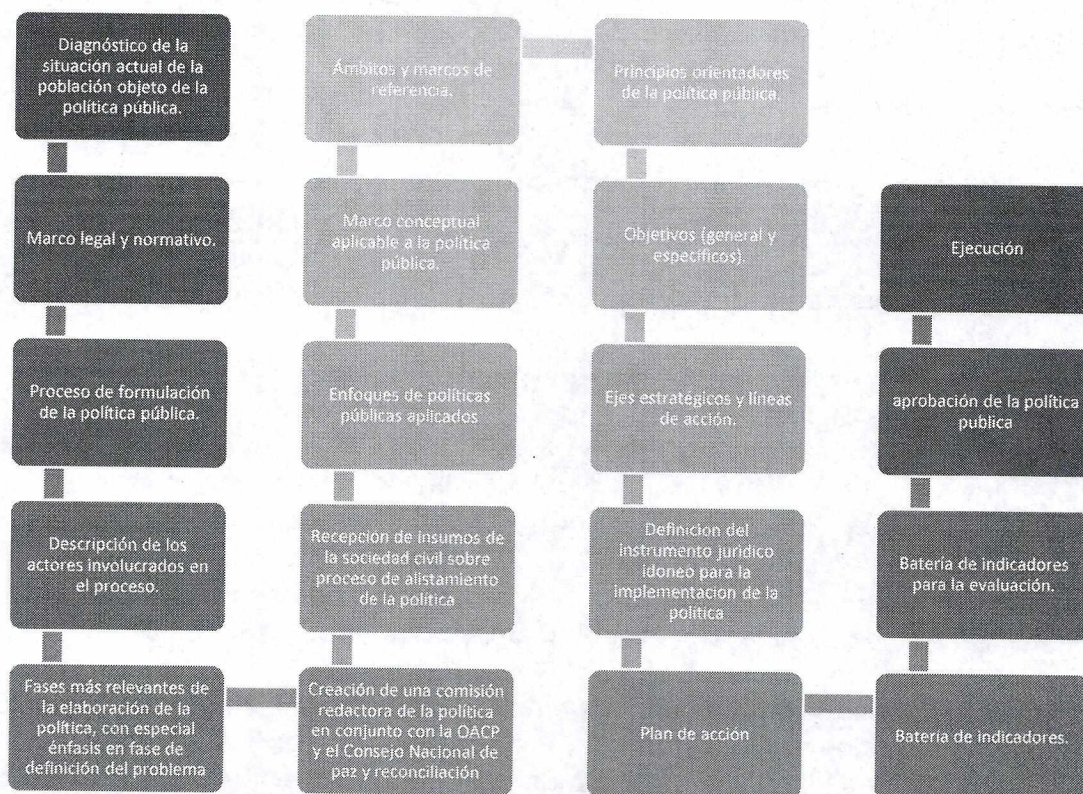 Diagnóstico de la
situación actual de la
población objeto de la
política pública.
Marco legal y normativo.
Proceso de formulación
de la política pública.
Descripción de los
actores involucrados en
el proceso.
Fases más relevantes de
la elaboración de la
política, con especial
énfasis en fase de
definición del problema
Creación de una comisión
redactora de la política
en conjunto con la OACP
y el Consejo Nacional de
paz y reconciliación
Recepción de insumos de
la sociedad civil sobre
proceso de alistamiento
de la política
Enfoques de políticas
públicas aplicados
Marco conceptual
aplicable a la política
pública.
Ámbitos y marcos de
referencia.
Principios orientadores
de la política pública.
Objetivos (general y
específicos).
Ejes estratégicos y líneas
de acción.
Definicion del
instrumento juridico
idoneo para la
implementacion de la
política
Plan de acción
Batería de indicadores.
Batería de indicadores
para la evaluación.
aprobación de la política
publica
Ejecución